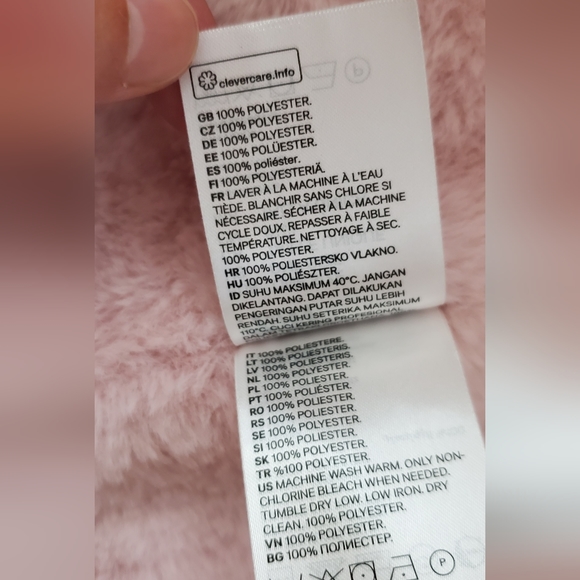 clevercare.info
GB 100% POLYESTER.
CZ 100% POLYESTER.
DE 100% POLYESTER.
EE 100% POLÜESTER.
ES 100% poliéster.
FI 100% POLYESTERIÄ.
FR LAVER À LA MACHINE À L'EAU
TIÈDE. BLANCHIR SANS CHLORE SI
NÉCESSAIRE. SÉCHER À LA MACHINE
CYCLE DOUX. REPASSER À FAIBLE
TEMPÉRATURE. NETTOYAGE À SEC.
100% POLYESTER.
HR 100% POLIESTERSKO VLAKNO.
HU 100% POLIÉSZTER.
ID SUHU MAKSIMUM 40°C. JANGAN
DIKELANTANG. DAPAT DILAKUKAN
PENGERINGAN PUTAR SUHU LEBIH
RENDAH. SUHU SETERIKA MAKSIMUM
110°C. CUCI KERING PROFESIONAL
IT 100% POLIESTERE.
LT 100% POLIESTERIS.
LV 100% POLIESTERIS.
NL 100% POLYESTER.
PL 100% POLIESTER.
PT 100% POLIÉSTER.
RO 100% POLIESTER.
RS 100% POLIESTER.
SE 100% POLYESTER.
SI 100% POLIESTER.
SK 100% POLYESTER.
TR %100 POLYESTER.
US MACHINE WASH WARM. ONLY NON-
CHLORINE BLEACH WHEN NEEDED.
TUMBLE DRY LOW. LOW IRON. DRY
CLEAN. 100% POLYESTER.
VN 100% POLYESTER.
BG 100% ПОЛИЕСТЕР.
P